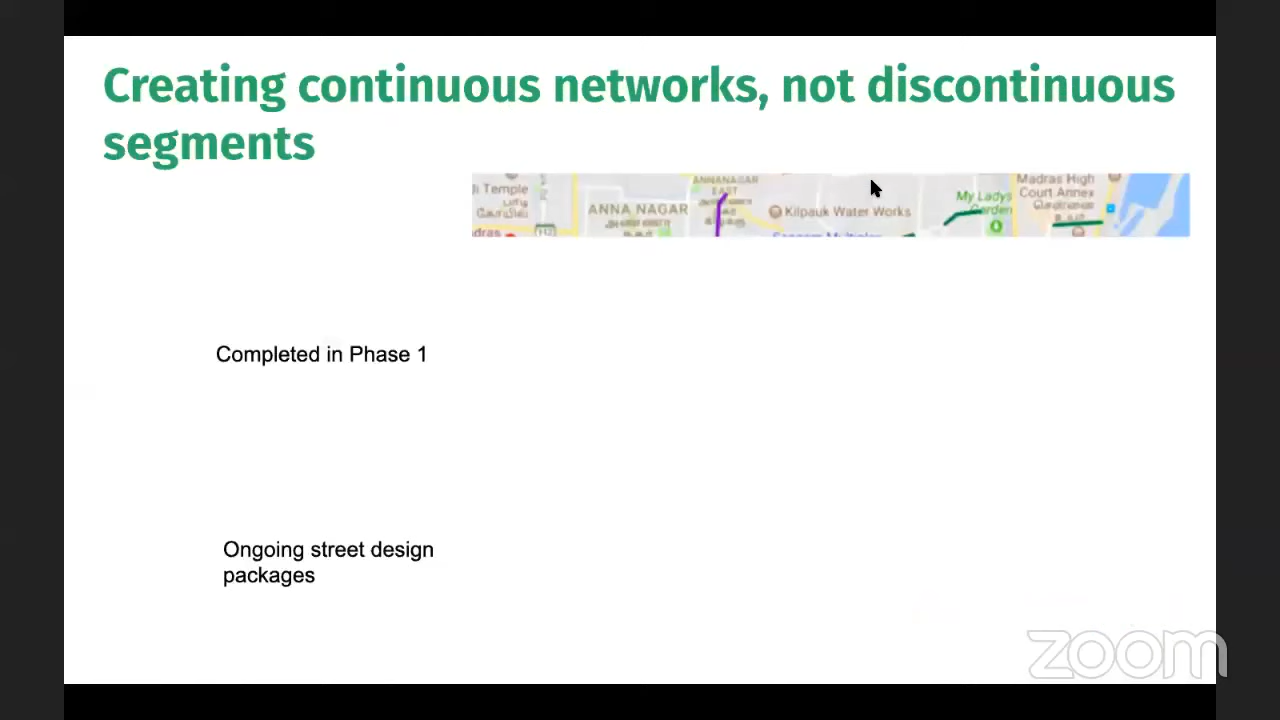 Creating continuous networks, not discontinuous
segments
Temple
ANNA NAGAR
ANNANAGAR
EAST
Kilpauk Water Works
My Ladys
Garden
Madras High
Court Annex
Completed in Phase 1
Ongoing street design
packages
zoom